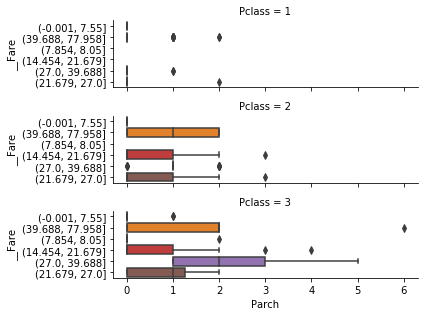 Pclass = 1
(-0.001, 7.55]
(39.688, 77.958]
(7.854, 8.05]
(14.454, 21.679]
(27.0, 39.688]
(21.679, 27.0]
_Fare
Pclass = 2
(-0.001, 7.55]
(39.688, 77.958]
(7.854, 8.05]
(14.454, 21.679]
(27.0, 39.688]
(21.679, 27.0]
_Fare
Pclass = 3
(-0.001, 7.55]
(39.688, 77.958]
(7.854, 8.05]
(14.454, 21.679]
(27.0, 39.688]
(21.679, 27.0]
_Fare
0 1 2 3 4 5 6
Parch